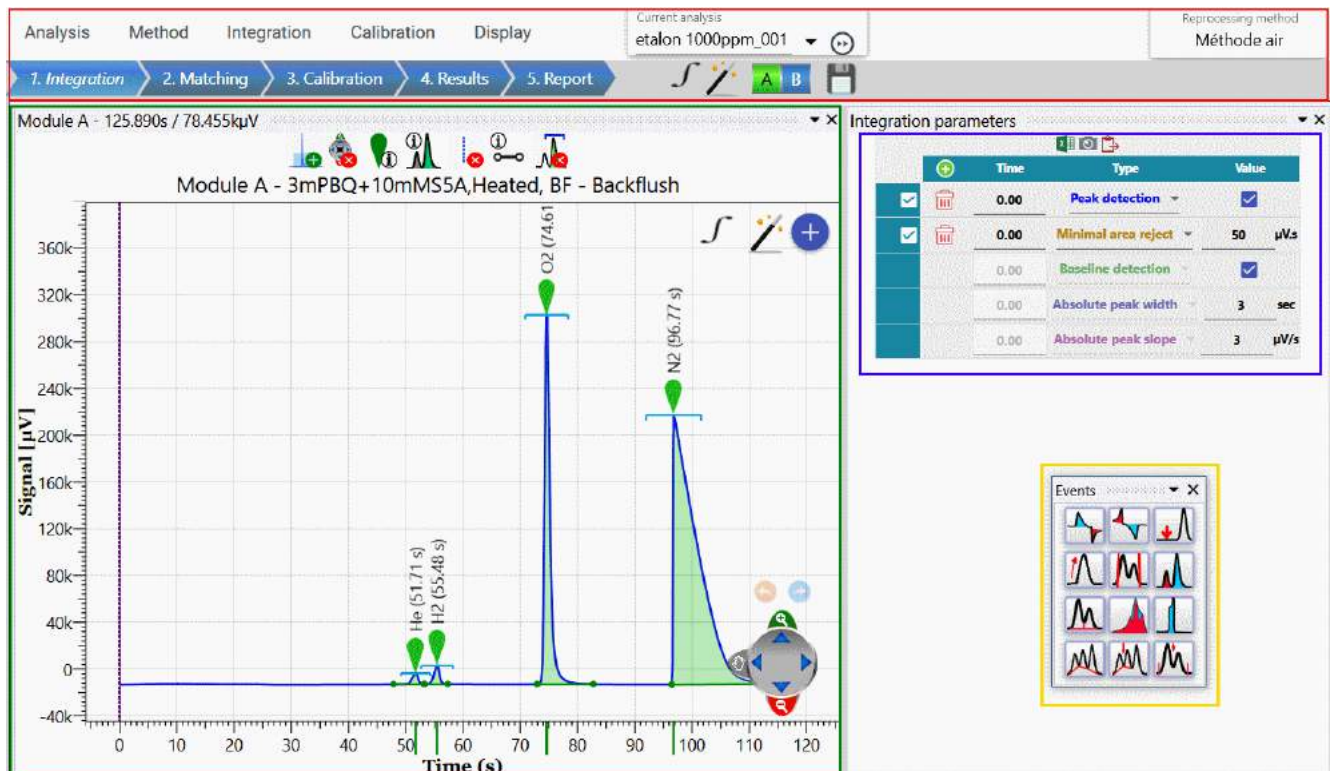 Analysis Method Integration Calibration Display
Current analysis
etalon 1000ppm_001
Reprocessing method
Méthode air
1. Integration 2. Matching 3. Calibration 4. Results 5. Report
A B
Module A - 125.890s / 78.455kµV
Module A - 3mPBQ+10mMS5A,Heated, BF - Backflush
Signal [µV]
360k
320k
280k
240k
200k
160k
120k
80k
40k
0
-40k
He (51.71 s)
H2 (55.48 s)
O2 (74.61
N2 (96.77 s)
0 10 20 30 40 50 60 70 80 90 100 110 120
Time (s)
Integration parameters
Time Type Value
0.00 Peak detection
0.00 Minimal area reject 50 µV.s
0.00 Baseline detection
0.00 Absolute peak width 3 sec
0.00 Absolute peak slope 3 µV/s
Events